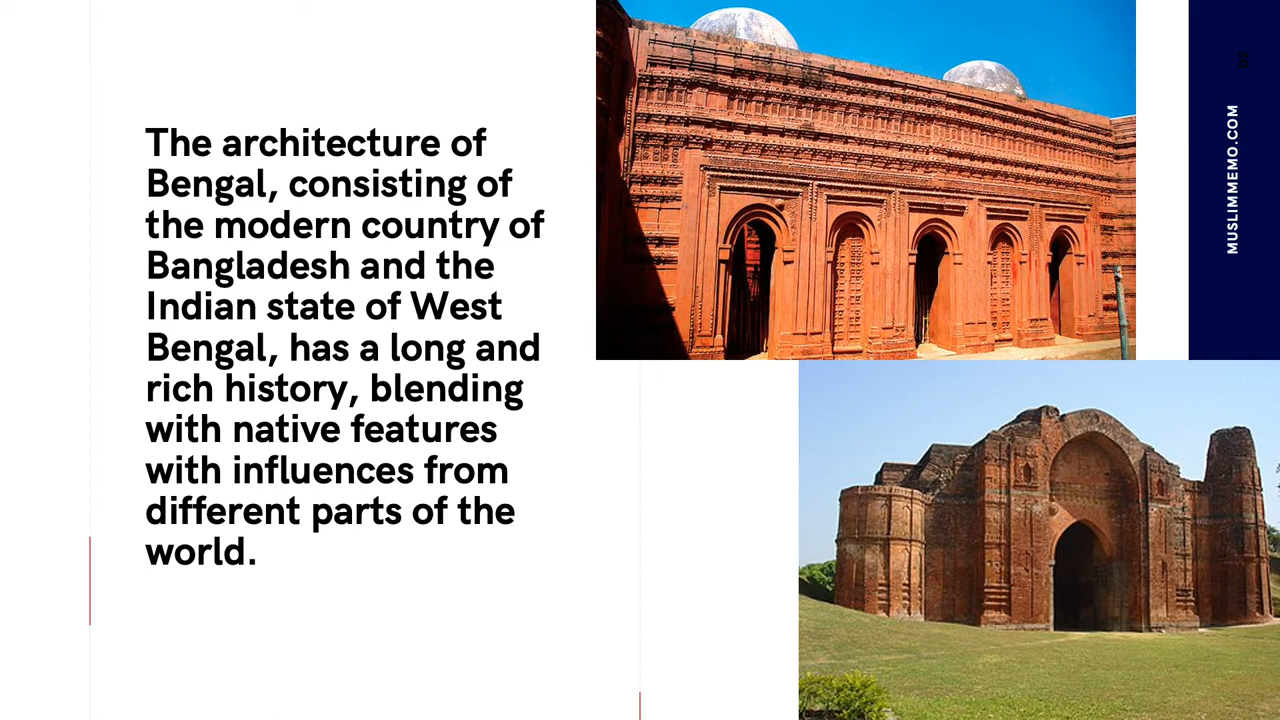 The architecture of
Bengal, consisting of
the modern country of
Bangladesh and the
Indian state of West
Bengal, has a long and
rich history, blending
with native features
with influences from
different parts of the
world.
02
MUSLIMMEMO.COM